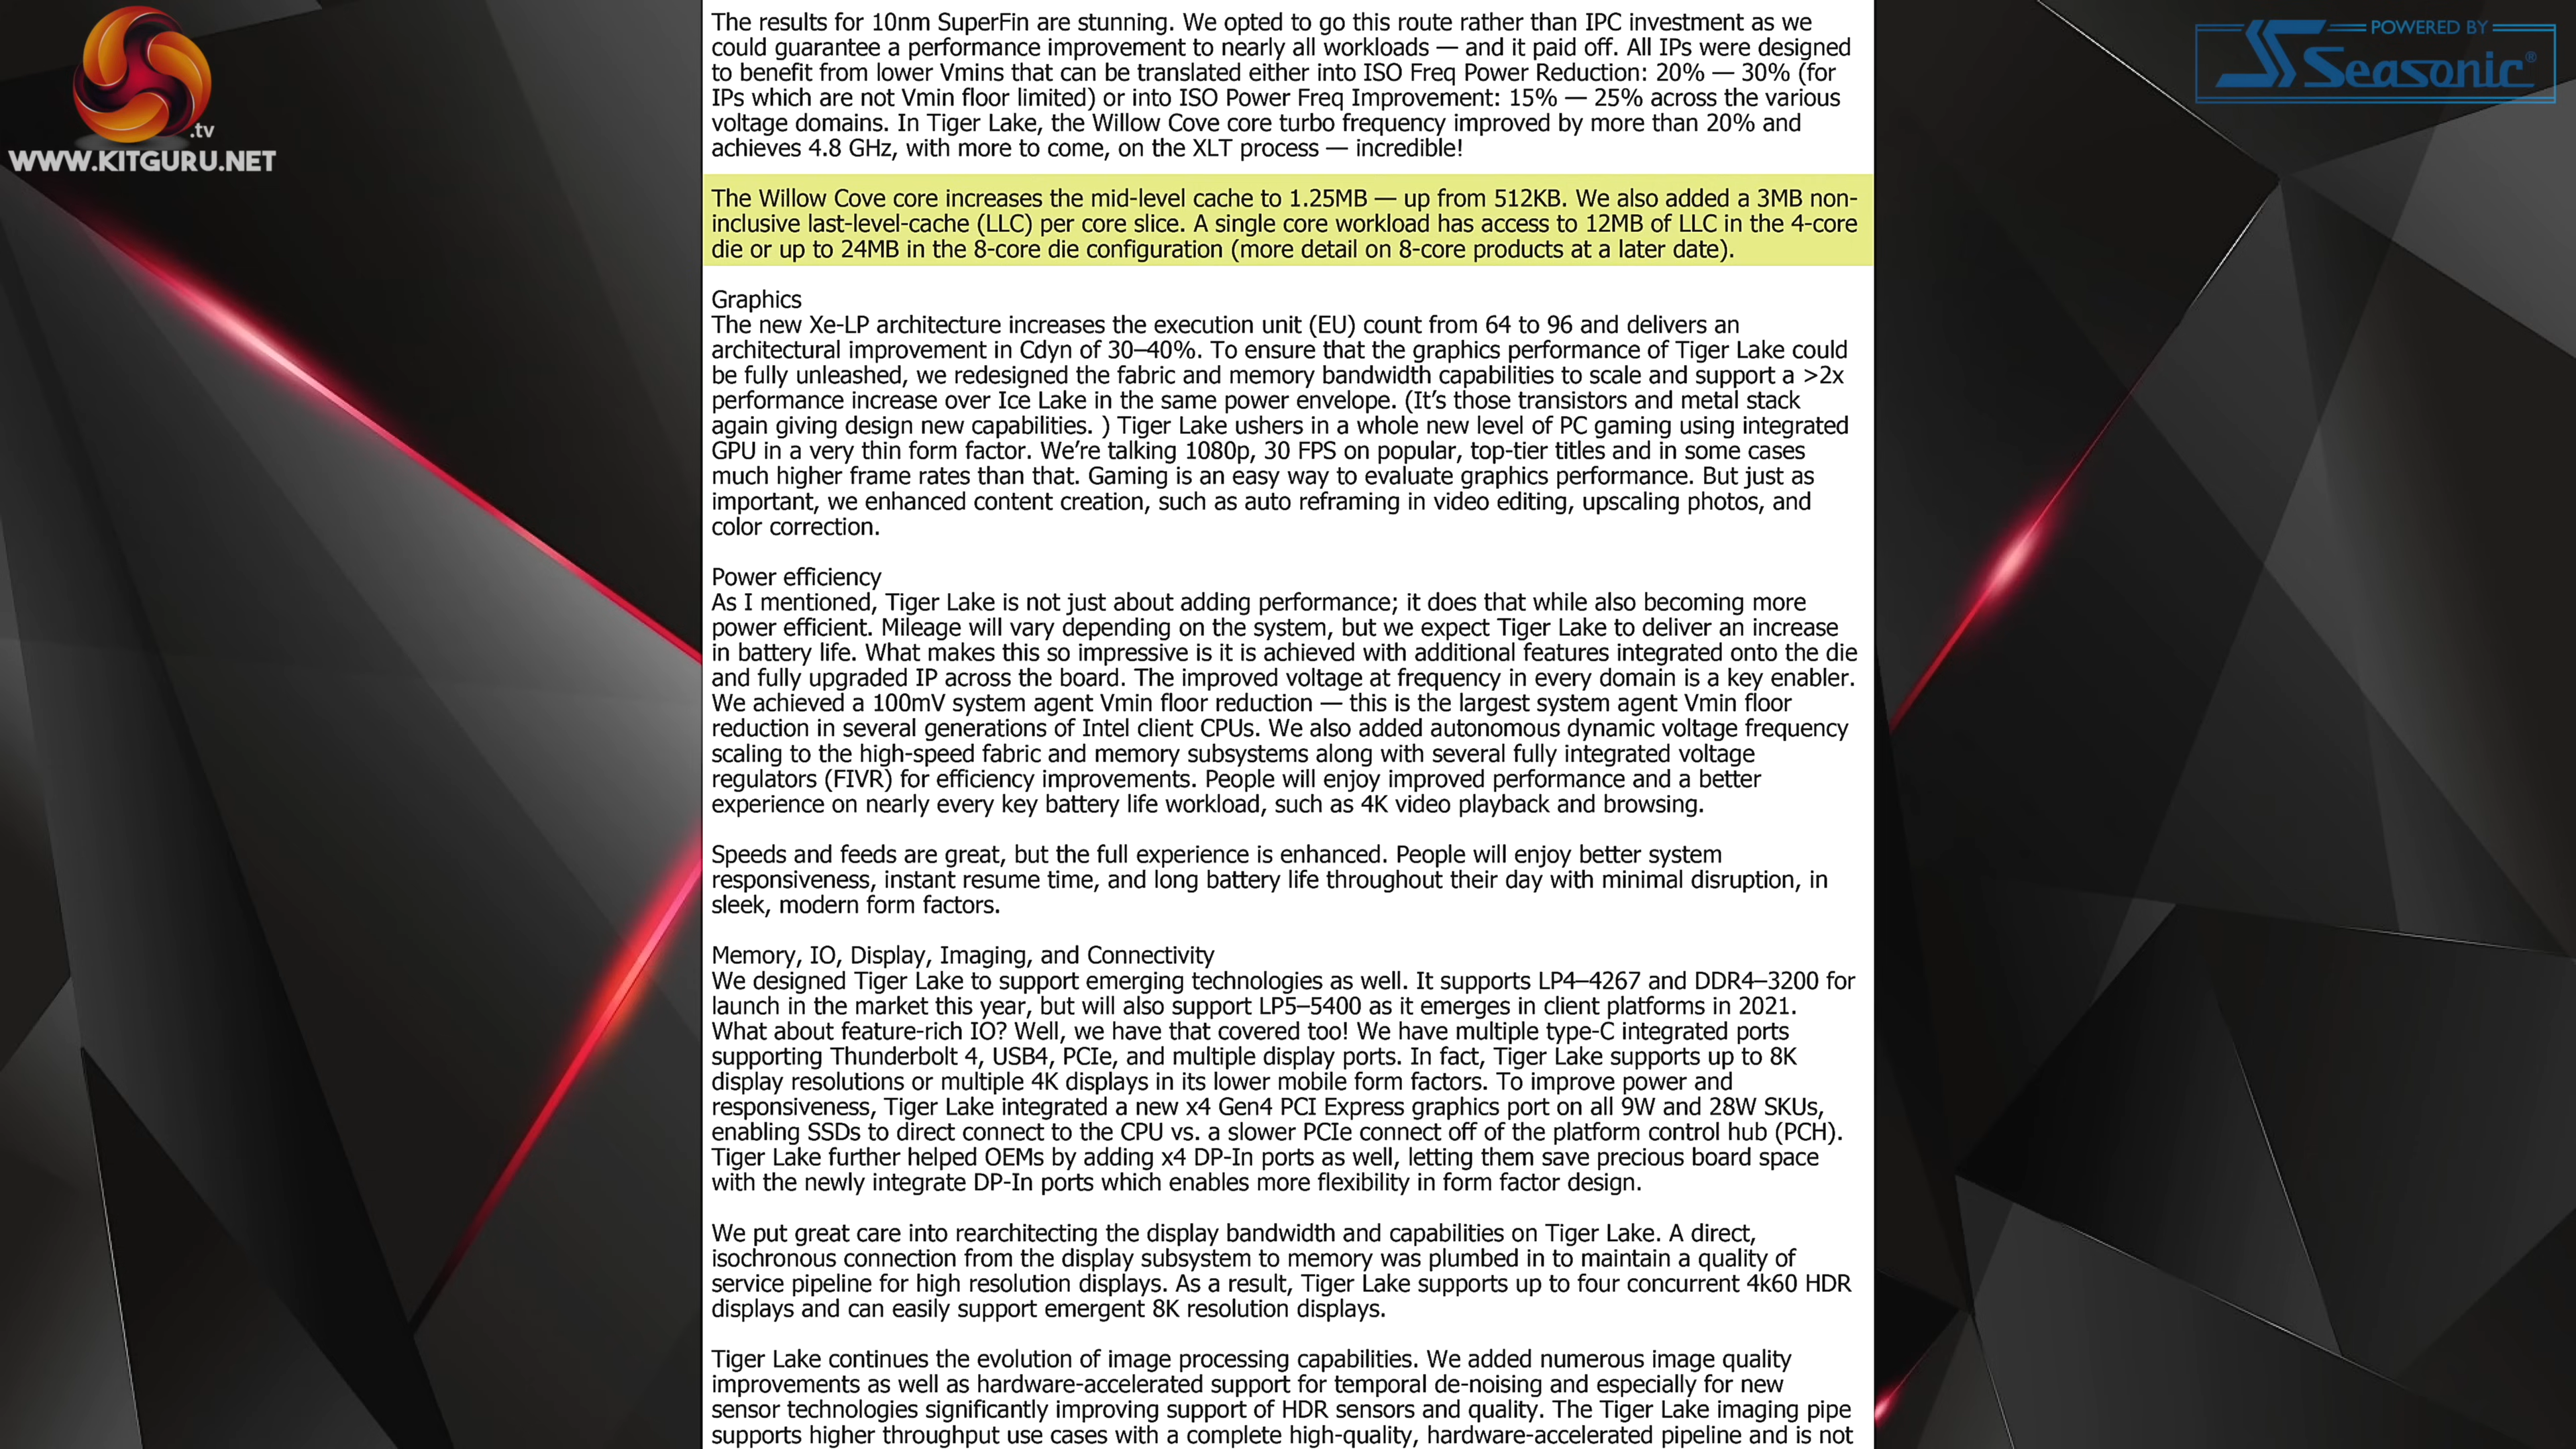 .tv
WWW.KITGURU.NET
POWERED BY
Seasonic®
The results for 10nm SuperFin are stunning. We opted to go this route rather than IPC investment as we
could guarantee a performance improvement to nearly all workloads — and it paid off. All IPs were designed
to benefit from lower Vmins that can be translated either into ISO Freq Power Reduction: 20% — 30% (for
IPs which are not Vmin floor limited) or into ISO Power Freq Improvement: 15% — 25% across the various
voltage domains. In Tiger Lake, the Willow Cove core turbo frequency improved by more than 20% and
achieves 4.8 GHz, with more to come, on the XLT process — incredible!
The Willow Cove core increases the mid-level cache to 1.25MB — up from 512KB. We also added a 3MB non-
inclusive last-level-cache (LLC) per core slice. A single core workload has access to 12MB of LLC in the 4-core
die or up to 24MB in the 8-core die configuration (more detail on 8-core products at a later date).
Graphics
The new Xe-LP architecture increases the execution unit (EU) count from 64 to 96 and delivers an
architectural improvement in Cdyn of 30–40%. To ensure that the graphics performance of Tiger Lake could
be fully unleashed, we redesigned the fabric and memory bandwidth capabilities to scale and support a >2x
performance increase over Ice Lake in the same power envelope. (It’s those transistors and metal stack
again giving design new capabilities. ) Tiger Lake ushers in a whole new level of PC gaming using integrated
GPU in a very thin form factor. We’re talking 1080p, 30 FPS on popular, top-tier titles and in some cases
much higher frame rates than that. Gaming is an easy way to evaluate graphics performance. But just as
important, we enhanced content creation, such as auto reframing in video editing, upscaling photos, and
color correction.
Power efficiency
As I mentioned, Tiger Lake is not just about adding performance; it does that while also becoming more
power efficient. Mileage will vary depending on the system, but we expect Tiger Lake to deliver an increase
in battery life. What makes this so impressive is it is achieved with additional features integrated onto the die
and fully upgraded IP across the board. The improved voltage at frequency in every domain is a key enabler.
We achieved a 100mV system agent Vmin floor reduction — this is the largest system agent Vmin floor
reduction in several generations of Intel client CPUs. We also added autonomous dynamic voltage frequency
scaling to the high-speed fabric and memory subsystems along with several fully integrated voltage
regulators (FIVR) for efficiency improvements. People will enjoy improved performance and a better
experience on nearly every key battery life workload, such as 4K video playback and browsing.
Speeds and feeds are great, but the full experience is enhanced. People will enjoy better system
responsiveness, instant resume time, and long battery life throughout their day with minimal disruption, in
sleek, modern form factors.
Memory, IO, Display, Imaging, and Connectivity
We designed Tiger Lake to support emerging technologies as well. It supports LP4–4267 and DDR4–3200 for
launch in the market this year, but will also support LP5–5400 as it emerges in client platforms in 2021.
What about feature-rich IO? Well, we have that covered too! We have multiple type-C integrated ports
supporting Thunderbolt 4, USB4, PCIe, and multiple display ports. In fact, Tiger Lake supports up to 8K
display resolutions or multiple 4K displays in its lower mobile form factors. To improve power and
responsiveness, Tiger Lake integrated a new x4 Gen4 PCI Express graphics port on all 9W and 28W SKUs,
enabling SSDs to direct connect to the CPU vs. a slower PCIe connect off of the platform control hub (PCH).
Tiger Lake further helped OEMs by adding x4 DP-In ports as well, letting them save precious board space
with the newly integrate DP-In ports which enables more flexibility in form factor design.
We put great care into rearchitecting the display bandwidth and capabilities on Tiger Lake. A direct,
isochronous connection from the display subsystem to memory was plumbed in to maintain a quality of
service pipeline for high resolution displays. As a result, Tiger Lake supports up to four concurrent 4k60 HDR
displays and can easily support emergent 8K resolution displays.
Tiger Lake continues the evolution of image processing capabilities. We added numerous image quality
improvements as well as hardware-accelerated support for temporal de-noising and especially for new
sensor technologies significantly improving support of HDR sensors and quality. The Tiger Lake imaging pipe
supports higher throughput use cases with a complete high-quality, hardware-accelerated pipeline and is not